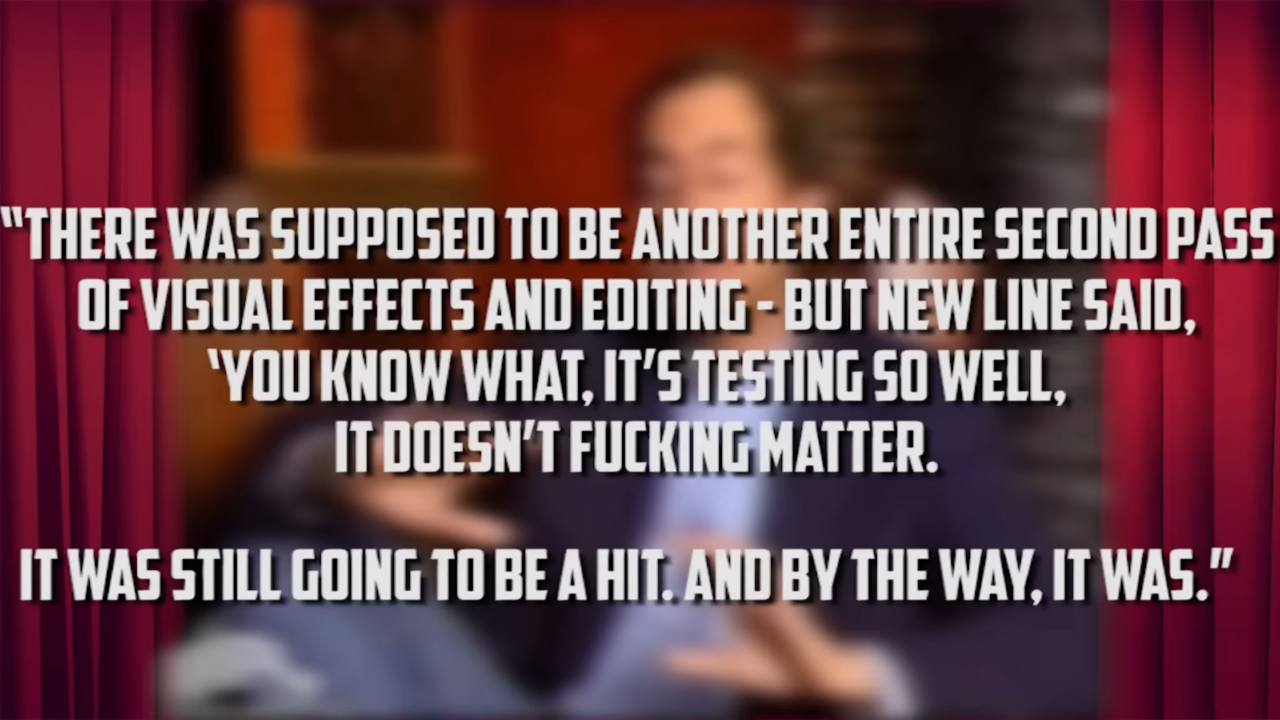 “THERE WAS SUPPOSED TO BE ANOTHER ENTIRE SECOND PASS
OF VISUAL EFFECTS AND EDITING - BUT NEW LINE SAID,
‘YOU KNOW WHAT, IT’S TESTING SO WELL,
IT DOESN’T FUCKING MATTER.
IT WAS STILL GOING TO BE A HIT. AND BY THE WAY, IT WAS.”